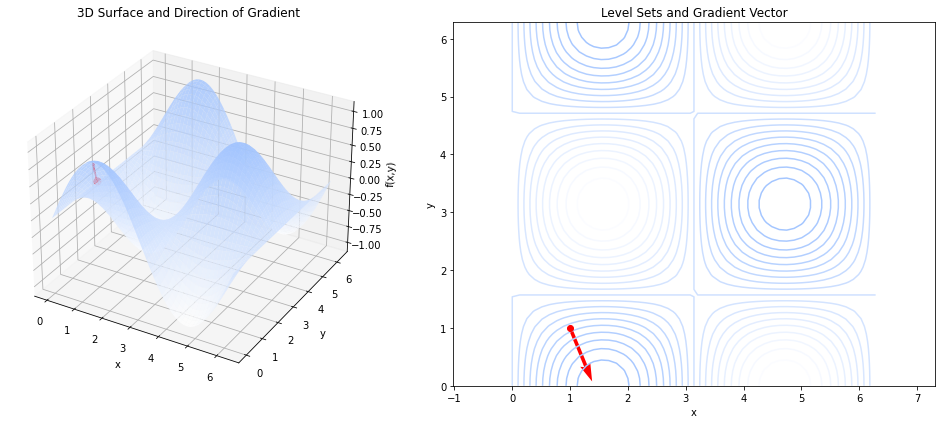 3D Surface and Direction of Gradient
1.00
0.75
0.50
0.25
0.00
−0.25
−0.50
−0.75
−1.00
f(x,y)
0 1 2 3 4 5 6
x
0 1 2 3 4 5 6
y
Level Sets and Gradient Vector
6
5
4
3
2
1
0
y
−1 0 1 2 3 4 5 6 7
x